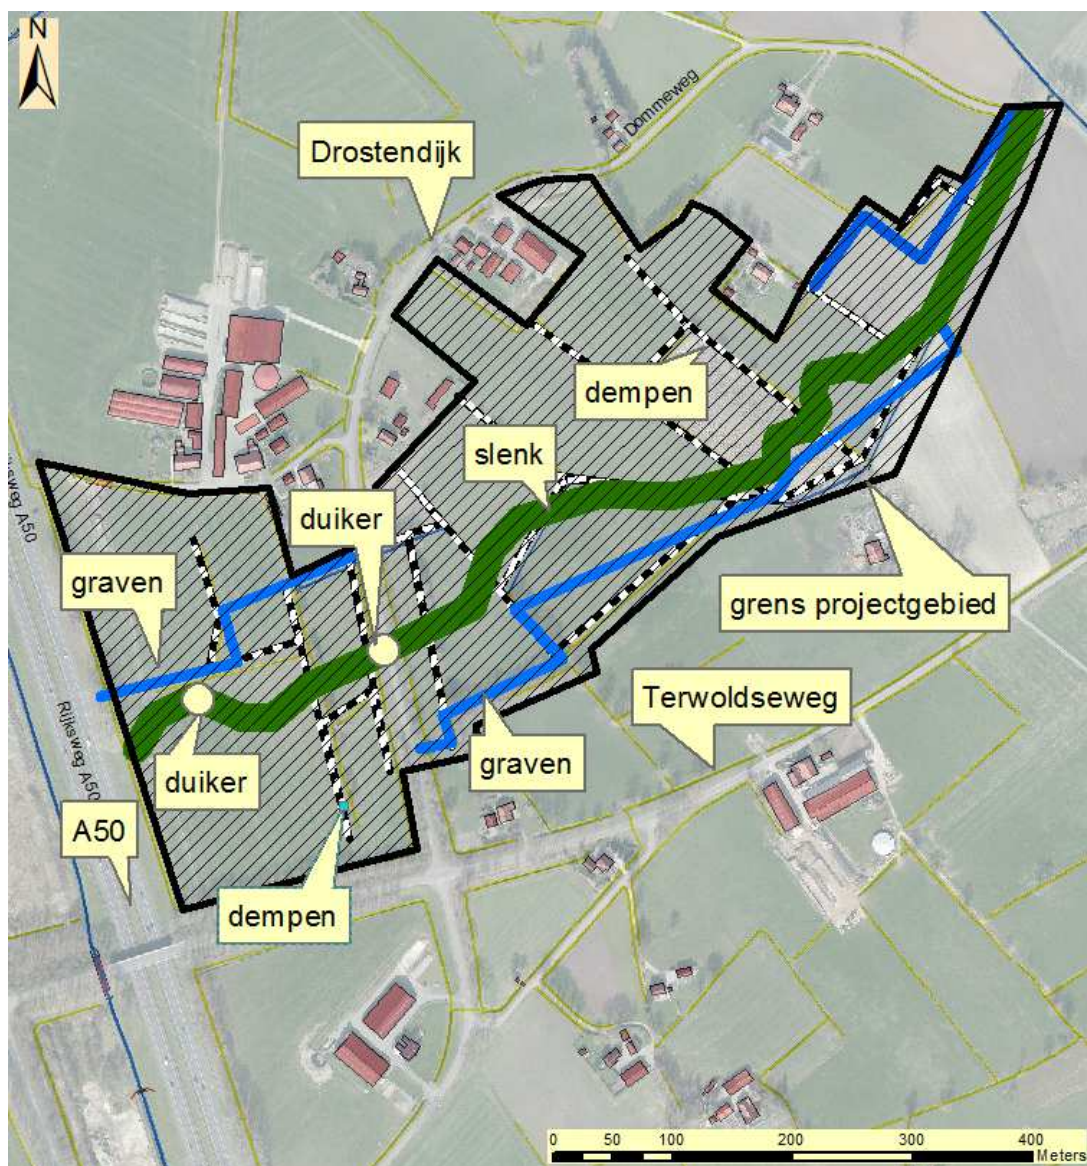 N
Dommeweg
Drostendijk
dempen
slenk
duiker
graven
grens projectgebied
Rijksweg A50
Terwoldseweg
graven
duiker
A50
dempen
0 50 100 200 300 400
Meters